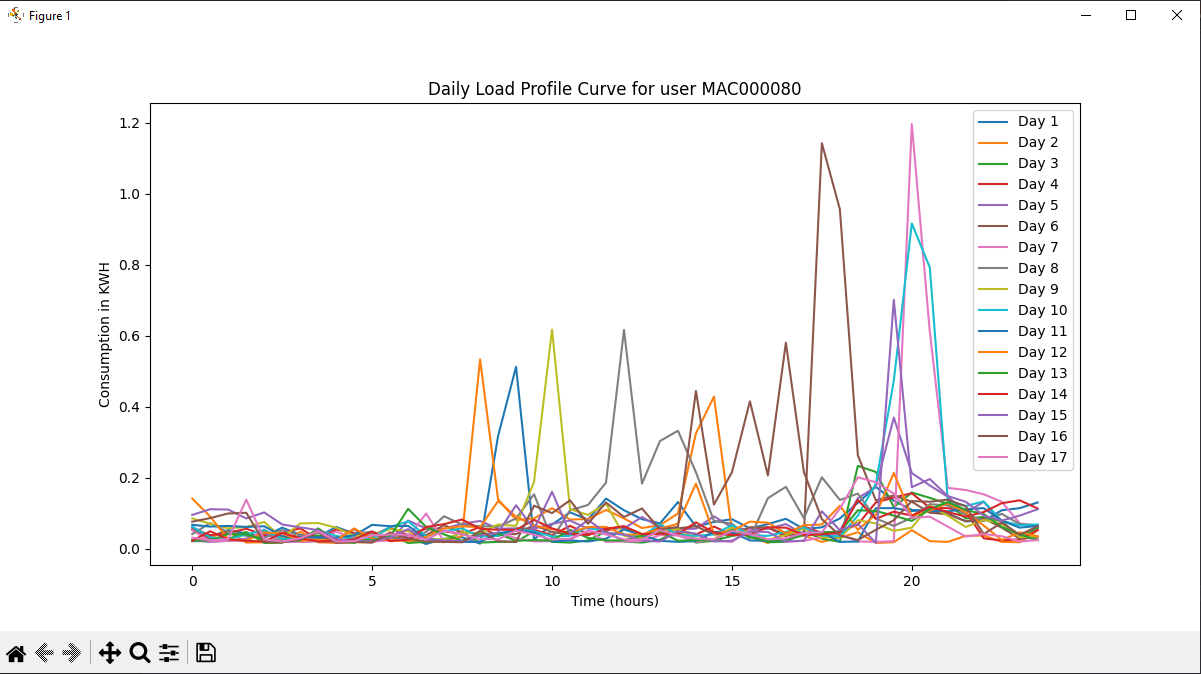 Figure 1
Daily Load Profile Curve for user MAC000080
Consumption in KWH
1.2
1.0
0.8
0.6
0.4
0.2
0.0
0
5
10
15
20
Time (hours)
Day 1
Day 2
Day 3
Day 4
Day 5
Day 6
Day 7
Day 8
Day 9
Day 10
Day 11
Day 12
Day 13
Day 14
Day 15
Day 16
Day 17